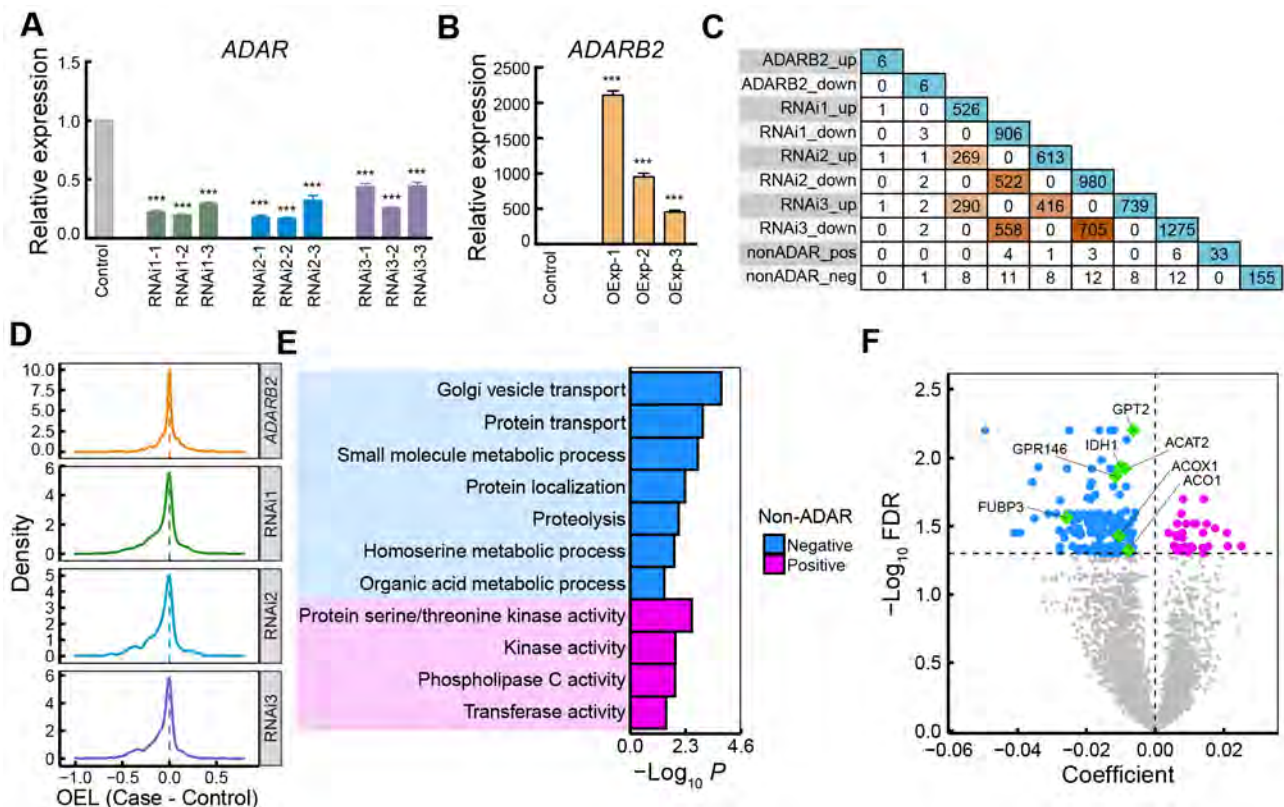 A
ADAR
Relative expression
1.0
0.5
0.0
***
***
***
***
***
***
***
***
***
Control
RNAi1-1
RNAi1-2
RNAi1-3
RNAi2-1
RNAi2-2
RNAi2-3
RNAi3-1
RNAi3-2
RNAi3-3
B
ADARB2
Relative expression
2500
2000
1500
1000
500
0
***
***
***
Control
OExp-1
OExp-2
OExp-3
C
ADARB2_up 6
ADARB2_down 0 6
RNAi1_up 1 0 526
RNAi1_down 0 3 0 906
RNAi2_up 1 1 269 0 613
RNAi2_down 0 2 0 522 0 980
RNAi3_up 1 2 290 0 416 0 739
RNAi3_down 0 2 0 558 0 705 0 1275
nonADAR_pos 0 0 0 4 1 3 0 6 33
nonADAR_neg 0 1 8 11 8 12 8 12 0 155
D
Density
10.0
7.5
5.0
2.5
0.0
ADARB2
6
4
2
0
RNAi1
5
4
3
2
1
0
RNAi2
6
4
2
0
RNAi3
−1.0 −0.5 0.0 0.5
OEL (Case - Control)
E
Golgi vesicle transport
Protein transport
Small molecule metabolic process
Protein localization
Proteolysis
Homoserine metabolic process
Organic acid metabolic process
Protein serine/threonine kinase activity
Kinase activity
Phospholipase C activity
Transferase activity
0.0 2.3 4.6
−Log10 P
Non-ADAR
Negative
Positive
F
−Log10 FDR
2.5
2.0
1.5
1.0
0.5
0.0
GPT2
IDH1
ACAT2
GPR146
ACOX1
ACO1
FUBP3
−0.06 −0.04 −0.02 0.00 0.02
Coefficient